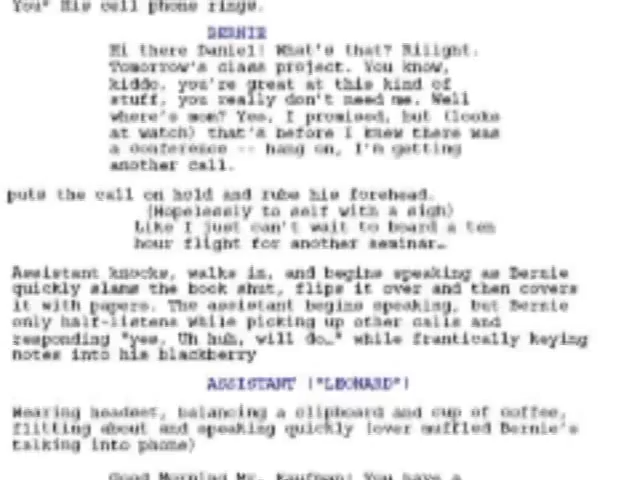 You" His cell phone rings.
BERNIE
Hi there Daniel! What's that? Riiight.
Tomorrow's class project. You know,
kiddo, you're great at this kind of
stuff, you really don't need me. Well
where's mom? Yes, I promised, but (looks
at watch) that's before I knew there was
a conference -- hang on, I'm getting
another call.
puts the call on hold and rubs his forehead.
(Hopelessly to self with a sigh)
Like I just can't wait to board a ten
hour flight for another seminar…
Assistant knocks, walks in, and begins speaking as Bernie
quickly slams the book shut, flips it over and then covers
it with papers. The assistant begins speaking, but Bernie
only half-listens while picking up other calls and
responding "yes, Uh huh, will do…" while frantically keying
notes into his blackberry
ASSISTANT ("LEONARD")
Wearing headset, balancing a clipboard and cup of coffee,
flitting about and speaking quickly (over muffled Bernie's
talking into phone)
Good Morning Mr. Kaufman! You have a